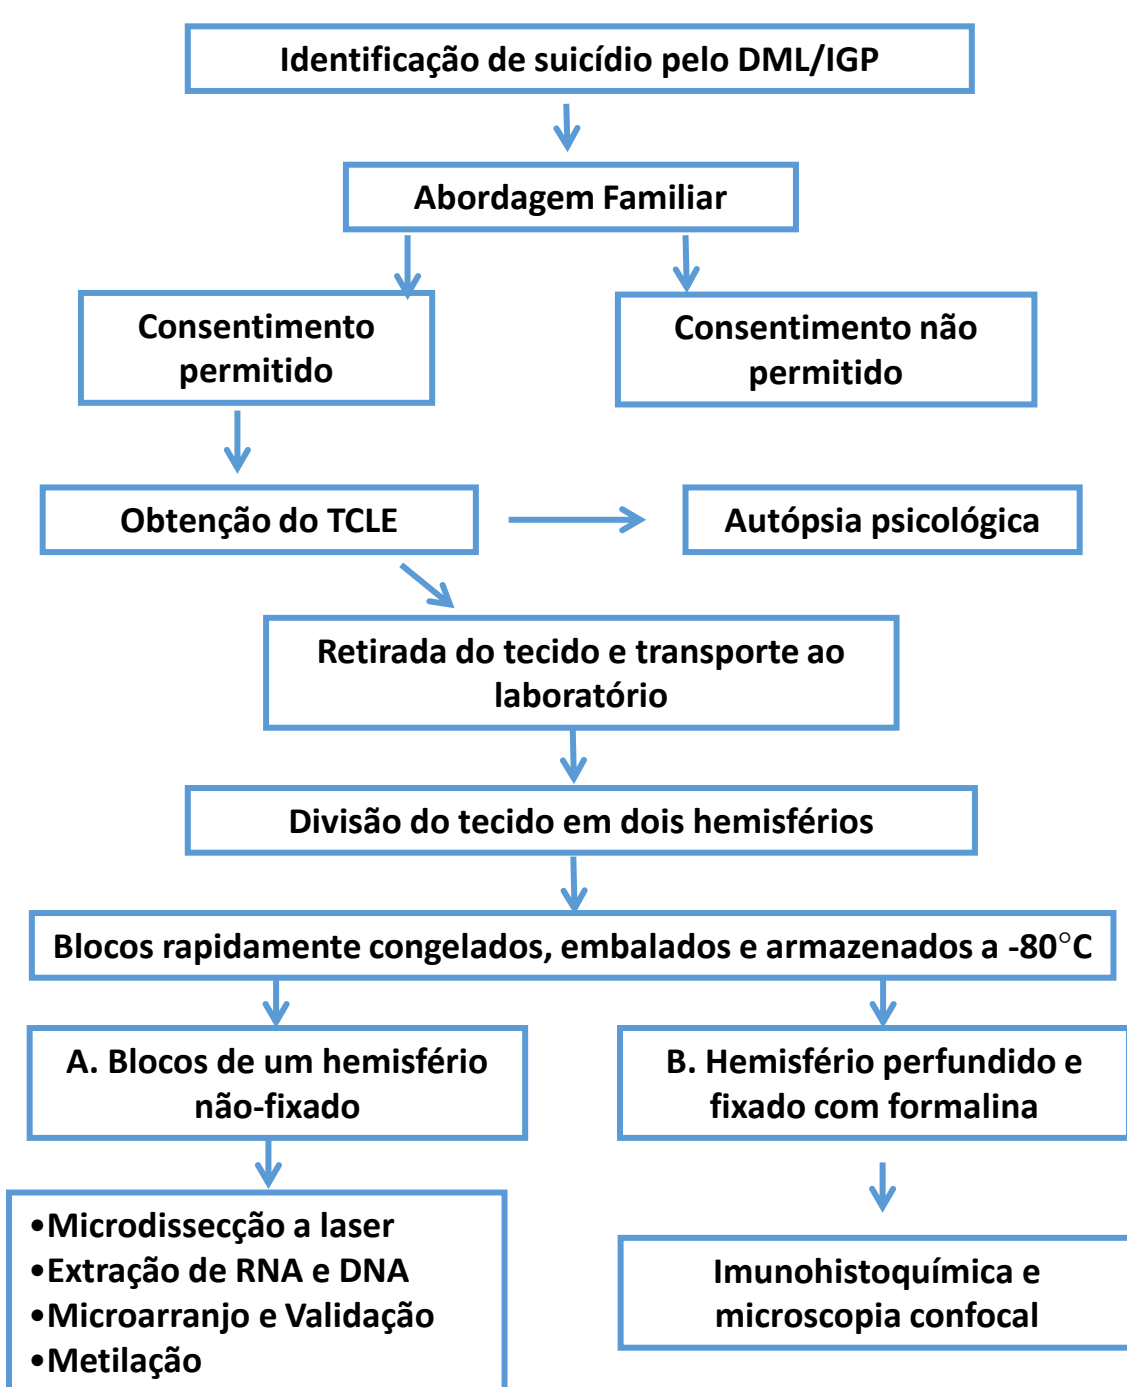 Identificação de suicídio pelo DML/IGP
Abordagem Familiar
Consentimento
permitido
Consentimento não
permitido
Obtenção do TCLE
Autópsia psicológica
Retirada do tecido e transporte ao
laboratório
Divisão do tecido em dois hemisférios
Blocos rapidamente congelados, embalados e armazenados a -80°C
A. Blocos de um hemisfério
não-fixado
B. Hemisfério perfundido e
fixado com formalina
•Microdissecção a laser
•Extração de RNA e DNA
•Microarranjo e Validação
•Metilação
Imunohistoquímica e
microscopia confocal